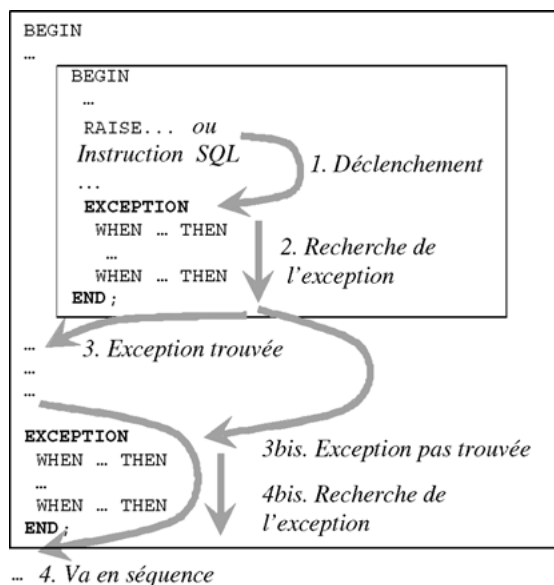 BEGIN
…
BEGIN
…
RAISE... ou
Instruction SQL
1. Déclenchement
...
EXCEPTION
WHEN … THEN
2. Recherche de
…
l'exception
WHEN … THEN
END;
… 3. Exception trouvée
…
…
EXCEPTION
3bis. Exception pas trouvée
WHEN … THEN
…
4bis. Recherche de
WHEN … THEN
l'exception
END;
… 4. Va en séquence